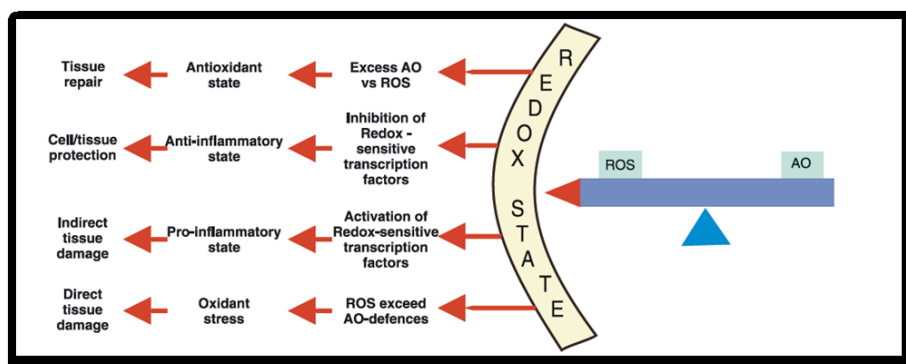 Tissue
repair
Antioxidant
state
Excess AO
vs ROS
Cell/tissue
protection
Anti-inflammatory
state
Inhibition of
Redox -
sensitive
transcription
factors
Indirect
tissue
damage
Pro-inflammatory
state
Activation of
Redox-sensitive
transcription
factors
Direct
tissue
damage
Oxidant
stress
ROS exceed
AO-defences
REDOX STATE
ROS
AO